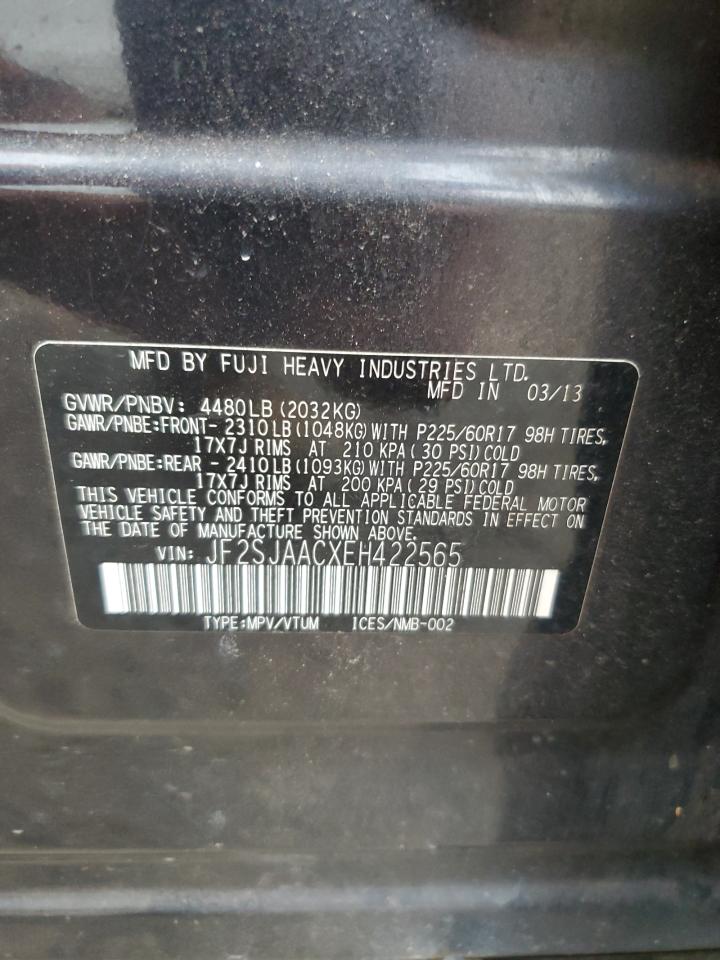 MFD BY FUJI HEAVY INDUSTRIES LTD.
MFD IN 03/13
GVWR/PNBV: 4480LB(2032KG)
GAWR/PNBE:FRONT- 2310LB(1048KG)WITH P225/60R17 98H TIRES,
17X7J RIMS AT 210 KPA( 30 PSI)COLD
GAWR/PNBE:REAR - 2410LB(1093KG)WITH P225/60R17 98H TIRES,
17X7J RIMS AT 200 KPA( 29 PSI)COLD
THIS VEHICLE CONFORMS TO ALL APPLICABLE FEDERAL MOTOR
VEHICLE SAFETY AND THEFT PREVENTION STANDARDS IN EFFECT ON
THE DATE OF MANUFACTURE SHOWN ABOVE.
VIN: JF2SJAACXEH422565
TYPE:MPV/VTUM ICES/NMB-002